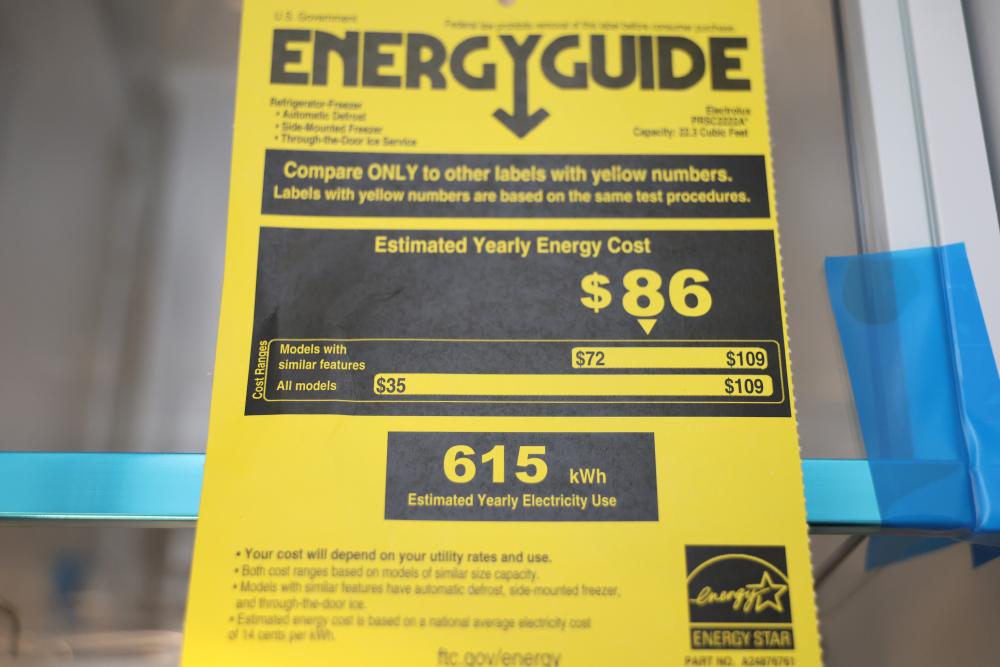 U.S. Government
Federal law prohibits removal of this label before consumer purchase.
ENERGYGUIDE
Refrigerator-Freezer
• Automatic Defrost
• Side-Mounted Freezer
• Through-the-Door Ice Service
Electrolux
PRSC2222A*
Capacity: 22.3 Cubic Feet
Compare ONLY to other labels with yellow numbers.
Labels with yellow numbers are based on the same test procedures.
Estimated Yearly Energy Cost
$86
Cost Ranges
Models with
similar features
$72 $109
All models $35 $109
615 kWh
Estimated Yearly Electricity Use
• Your cost will depend on your utility rates and use.
• Both cost ranges based on models of similar size capacity.
• Models with similar features have automatic defrost, side-mounted freezer,
and through-the-door ice.
• Estimated energy cost is based on a national average electricity cost
of 14 cents per kWh.
ftc.gov/energy
energy
ENERGY STAR
PART NO. A24876761